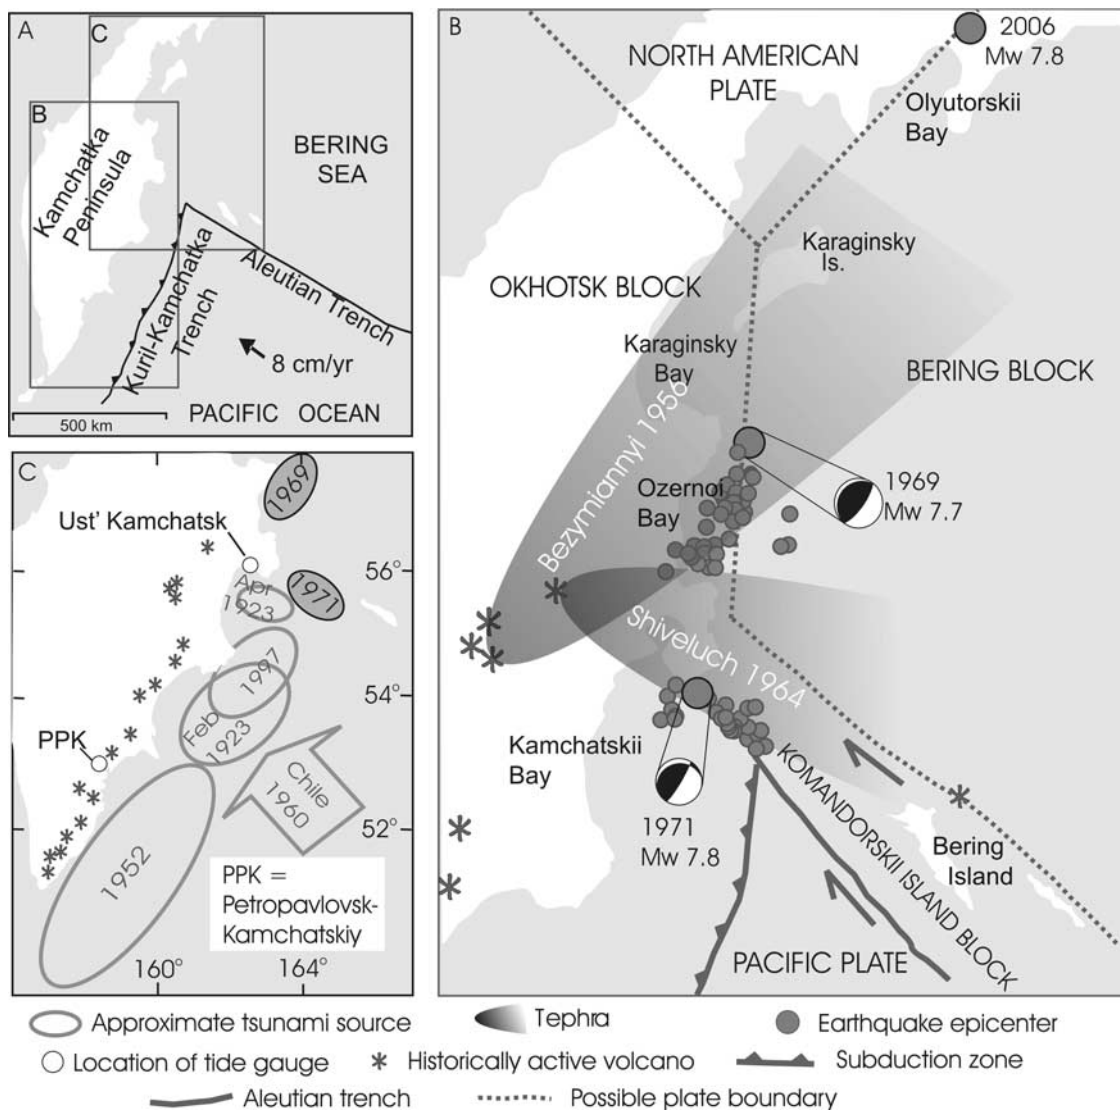 A
C
B
Kamchatka
Peninsula
BERING
SEA
Kuril-Kamchatka
Trench
Aleutian Trench
8 cm/yr
500 km
PACIFIC OCEAN
C
1969
Ust' Kamchatsk
Apr
1923
1971
56°
1997
Feb
1923
54°
PPK
Chile
1960
52°
1952
PPK =
Petropavlovsk-
Kamchatskiy
160°
164°
B
2006
Mw 7.8
NORTH AMERICAN
PLATE
Olyutorskii
Bay
Karaginsky
Is.
OKHOTSK BLOCK
Karaginsky
Bay
BERING BLOCK
Bezymiannyi 1956
Ozernoi
Bay
1969
Mw 7.7
Shiveluch 1964
Kamchatskii
Bay
KOMANDORSKII ISLAND BLOCK
1971
Mw 7.8
Bering
Island
PACIFIC PLATE
Approximate tsunami source
Tephra
Earthquake epicenter
Location of tide gauge
Historically active volcano
Subduction zone
Aleutian trench
Possible plate boundary